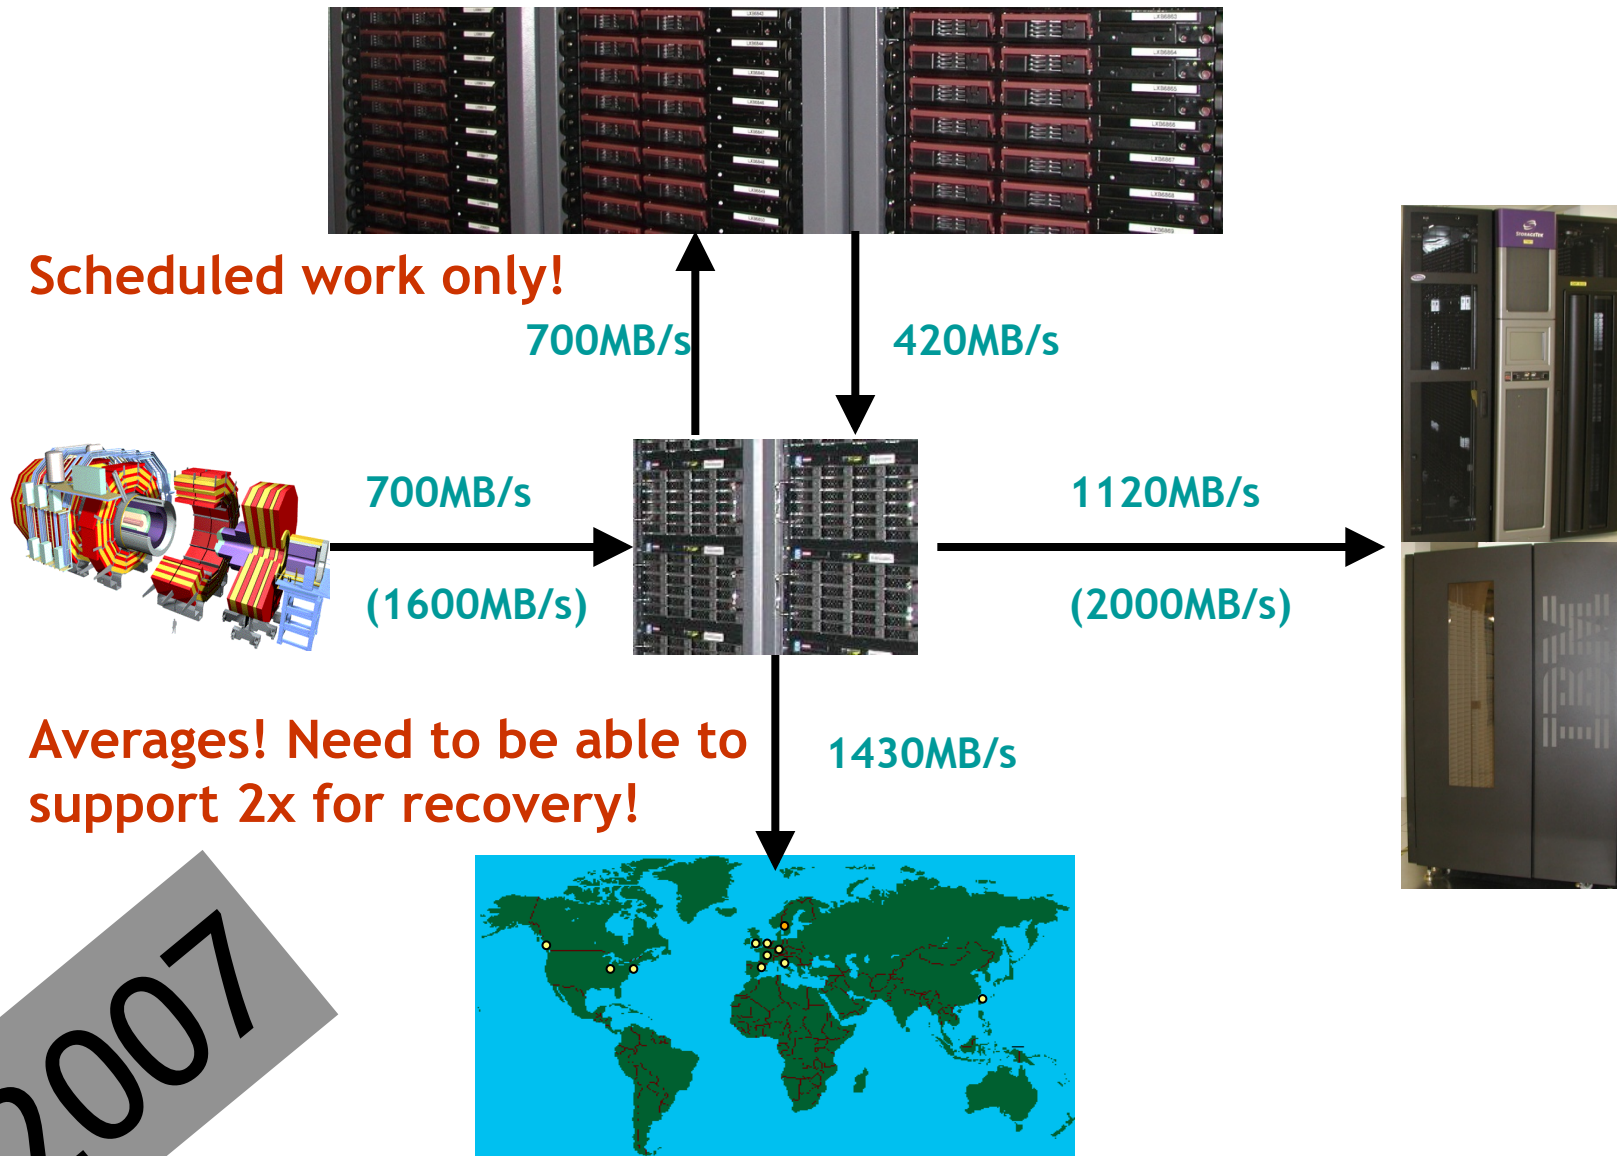 Scheduled work only!
700MB/s
420MB/s
700MB/s
1120MB/s
(1600MB/s)
(2000MB/s)
Averages! Need to be able to
support 2x for recovery!
1430MB/s
2007
IBM